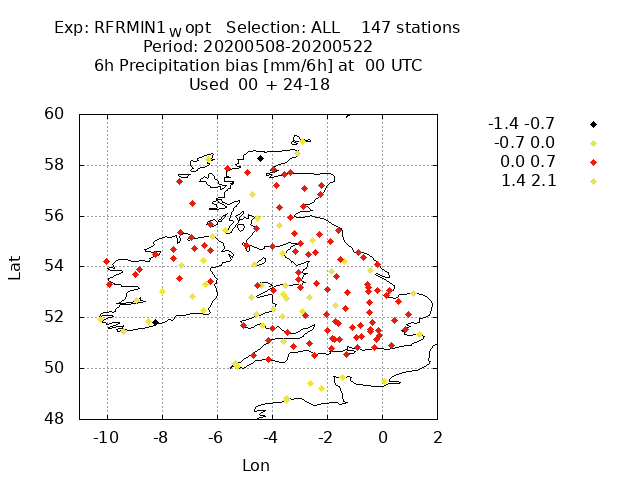 Exp: RFRMIN1 W opt Selection: ALL 147 stations
Period: 20200508-20200522
6h Precipitation bias [mm/6h] at 00 UTC
Used 00 + 24-18
-1.4 -0.7
-0.7 0.0
0.0 0.7
1.4 2.1
60
58
56
54
52
50
48
Lat
-10 -8 -6 -4 -2 0 2
Lon